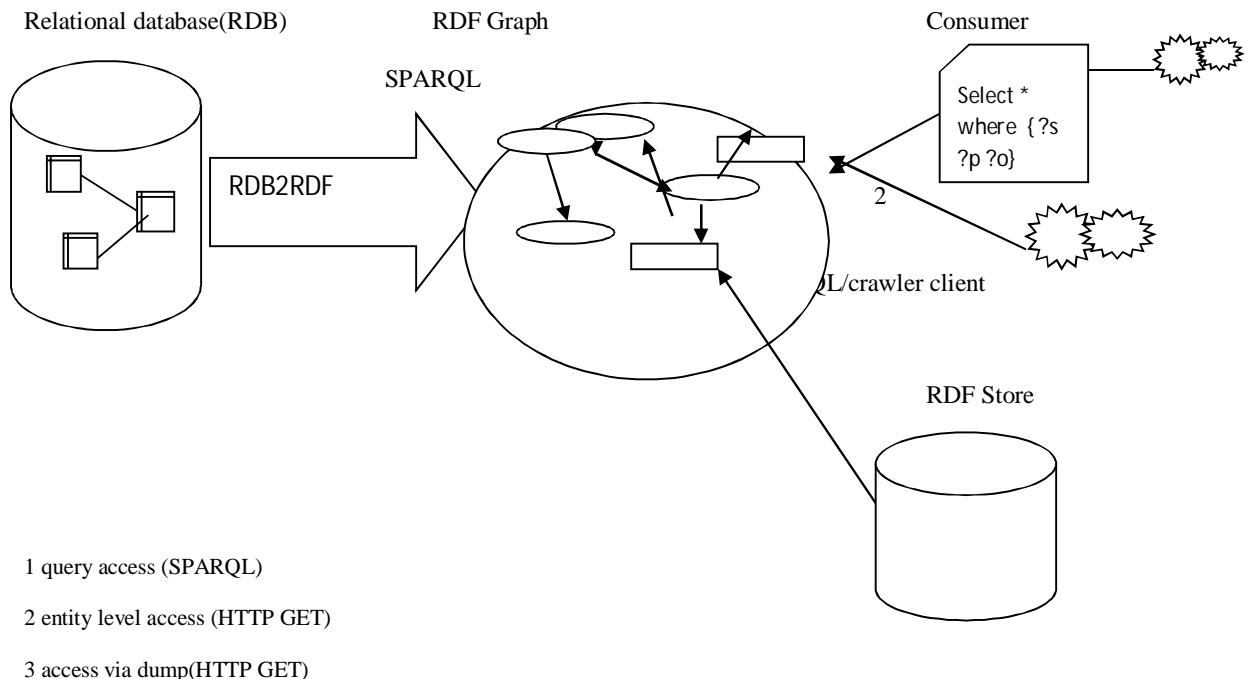 Relational database(RDB)
RDF Graph
Consumer
SPARQL
Select *
where {?s
?p ?o}
RDB2RDF
2
QL/crawler client
RDF Store
1 query access (SPARQL)
2 entity level access (HTTP GET)
3 access via dump(HTTP GET)